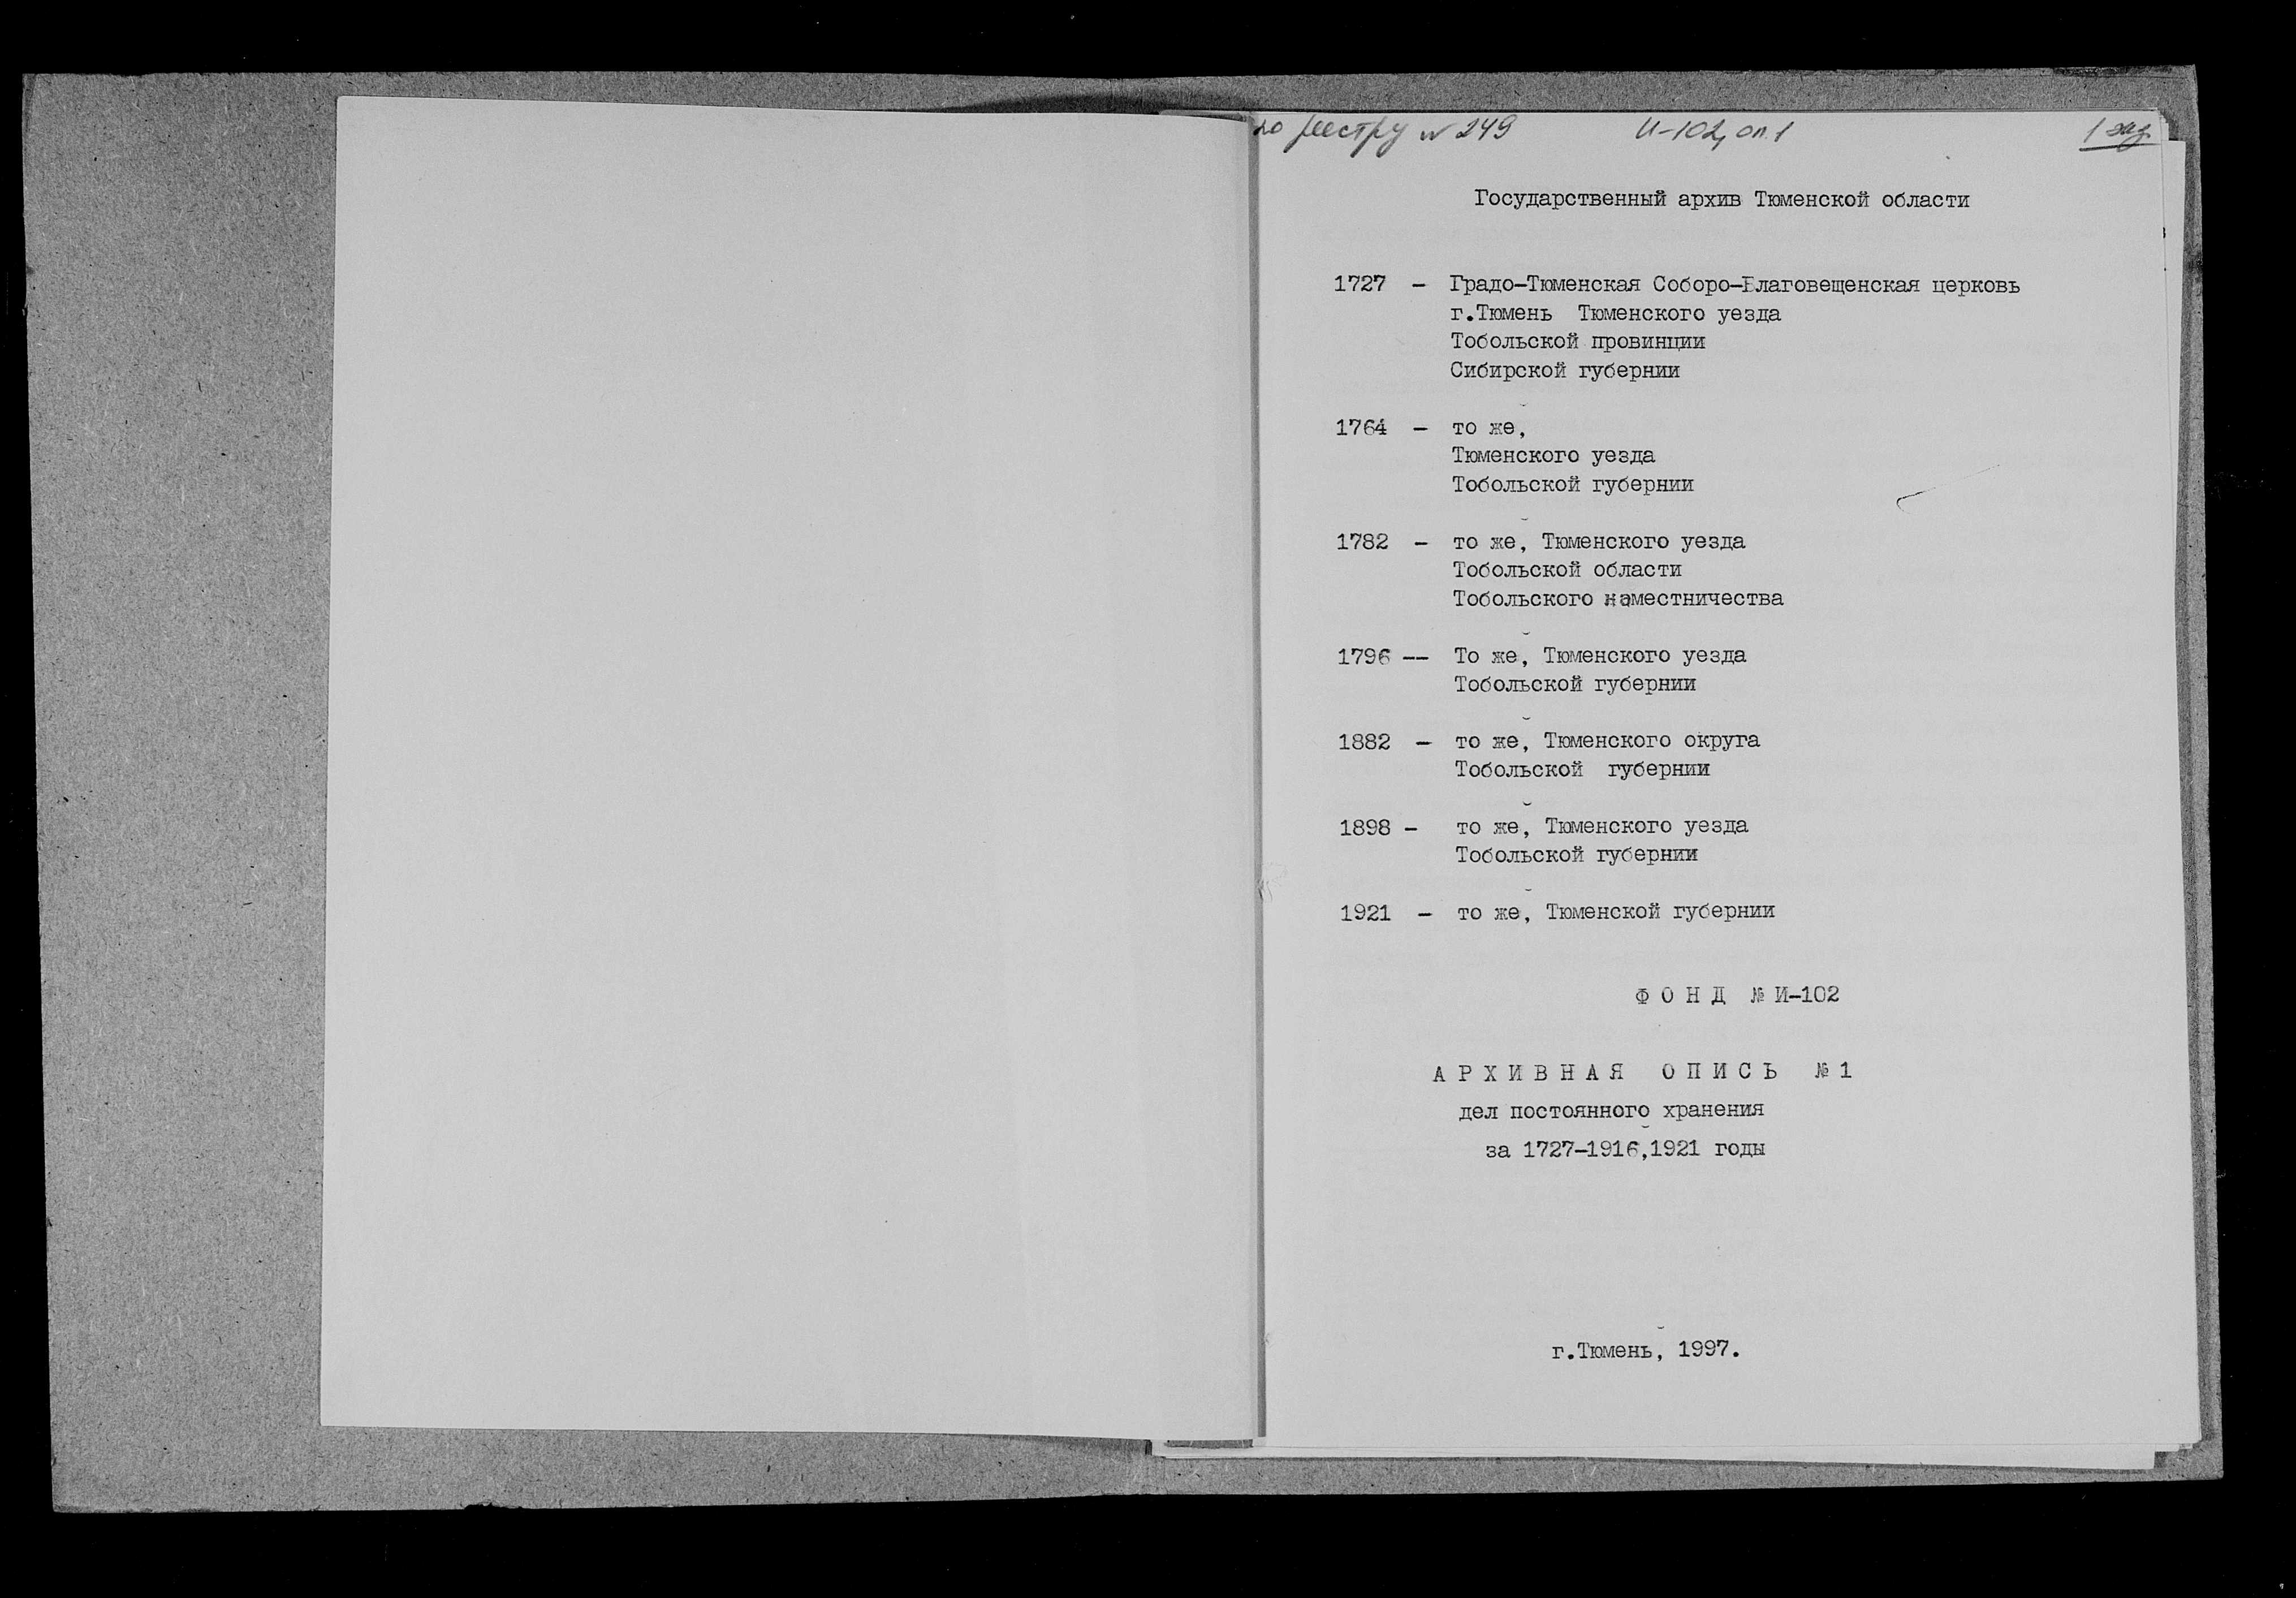 по реестру № 249 И-102, оп.1 1 экз.
Государственный архив Тюменской области
1727 - Градо-Тюменская Соборо-Благовещенская церковь
г.Тюмень Тюменского уезда
Тобольской провинции
Сибирской губернии
1764 - то же,
Тюменского уезда
Тобольской губернии
1782 - то же, Тюменского уезда
Тобольской области
Тобольского наместничества
1796 -- То же, Тюменского уезда
Тобольской губернии
1882 - то же, Тюменского округа
Тобольской губернии
1898 - то же, Тюменского уезда
Тобольской губернии
1921 - то же, Тюменской губернии
Ф О Н Д № И-102
А Р Х И В Н А Я О П И С Ь № 1
дел постоянного хранения
за 1727-1916,1921 годы
г.Тюмень, 1997.